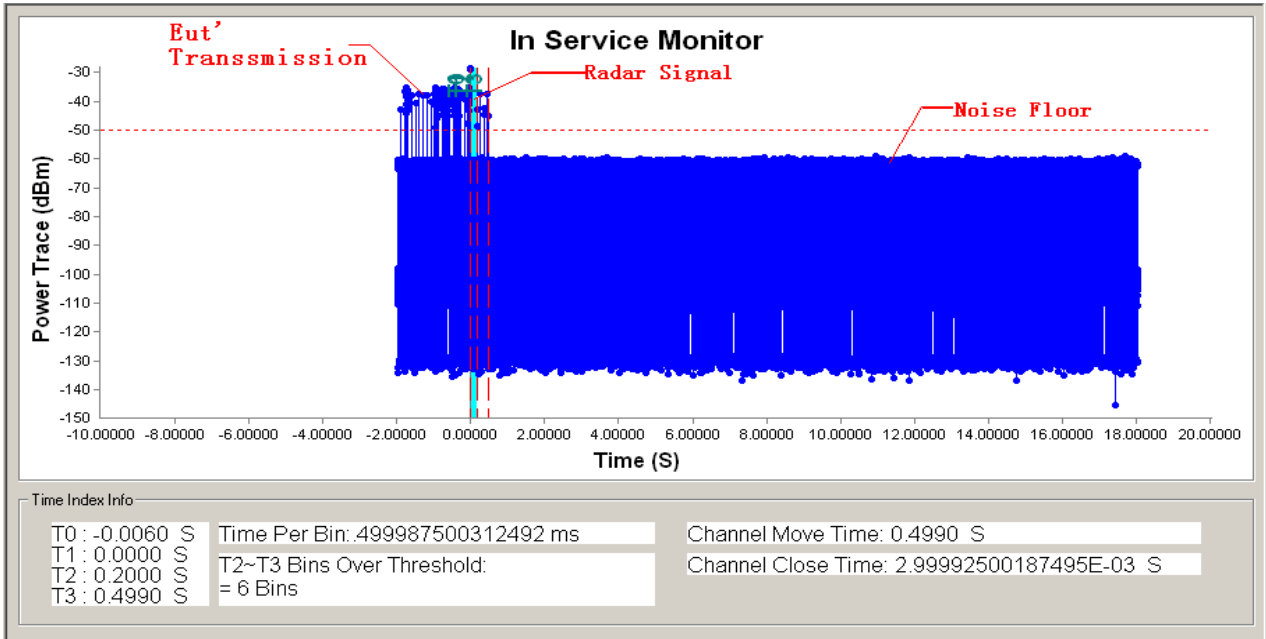 Eut'
Transsmission
In Service Monitor
Radar Signal
Noise Floor
Power Trace (dBm)
-30
-40
-50
-60
-70
-80
-90
-100
-110
-120
-130
-140
-150
-10.00000 -8.00000 -6.00000 -4.00000 -2.00000 0.00000 2.00000 4.00000 6.00000 8.00000 10.00000 12.00000 14.00000 16.00000 18.00000 20.00000
Time (S)
Time Index Info
T0 : -0.0060 S
T1 : 0.0000 S
T2 : 0.2000 S
T3 : 0.4990 S
Time Per Bin: .499987500312492 ms
T2~T3 Bins Over Threshold:
= 6 Bins
Channel Move Time: 0.4990 S
Channel Close Time: 2.99992500187495E-03 S